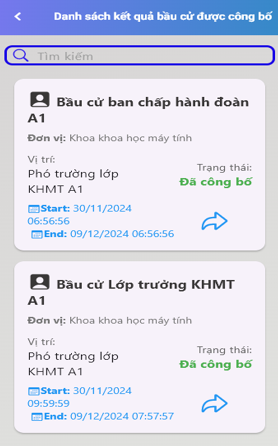 Danh sách kết quả bầu cử được công bố
Tìm kiếm
Bầu cử ban chấp hành đoàn
A1
Đơn vị: Khoa khoa học máy tính
Vị trí:
Phó trưởng lớp
KHMT A1
Trạng thái:
Đã công bố
Start: 30/11/2024
06:56:56
End: 09/12/2024 06:56:56
Bầu cử Lớp trưởng KHMT
A1
Đơn vị: Khoa khoa học máy tính
Vị trí:
Phó trưởng lớp
KHMT A1
Trạng thái:
Đã công bố
Start: 30/11/2024
09:59:59
End: 09/12/2024 07:57:57